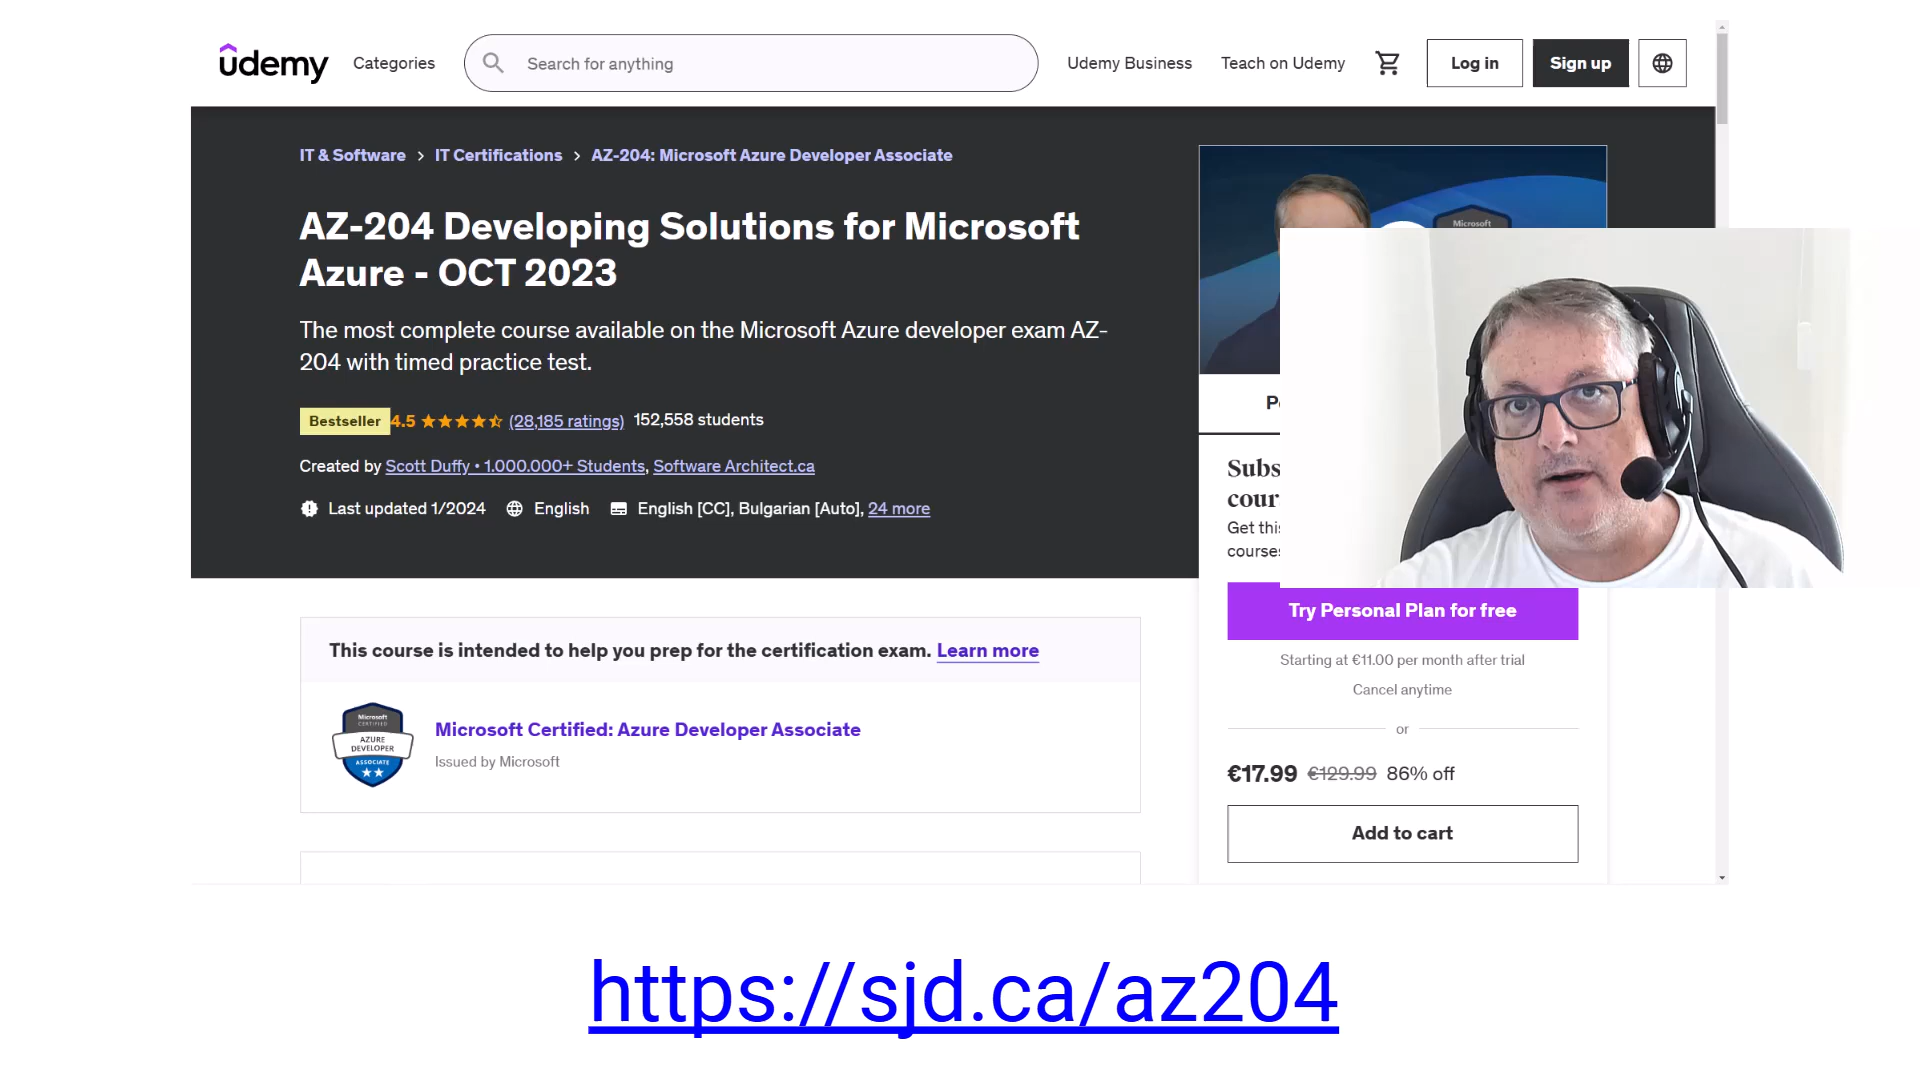 udemy Categories Search for anything Udemy Business Teach on Udemy Log in Sign up
IT & Software > IT Certifications > AZ-204: Microsoft Azure Developer Associate
AZ-204 Developing Solutions for Microsoft
Azure - OCT 2023
The most complete course available on the Microsoft Azure developer exam AZ-
204 with timed practice test.
Bestseller 4.5 (28,185 ratings) 152,558 students
Created by Scott Duffy • 1.000.000+ Students, Software Architect.ca
Last updated 1/2024 English English [CC], Bulgarian [Auto], 24 more
Microsoft
Subs
cour
Get this
courses
Try Personal Plan for free
Starting at €11.00 per month after trial
Cancel anytime
or
€17.99 €129.99 86% off
Add to cart
This course is intended to help you prep for the certification exam. Learn more
Microsoft
CERTIFIED
AZURE
DEVELOPER
ASSOCIATE
Microsoft Certified: Azure Developer Associate
Issued by Microsoft
https://sjd.ca/az204